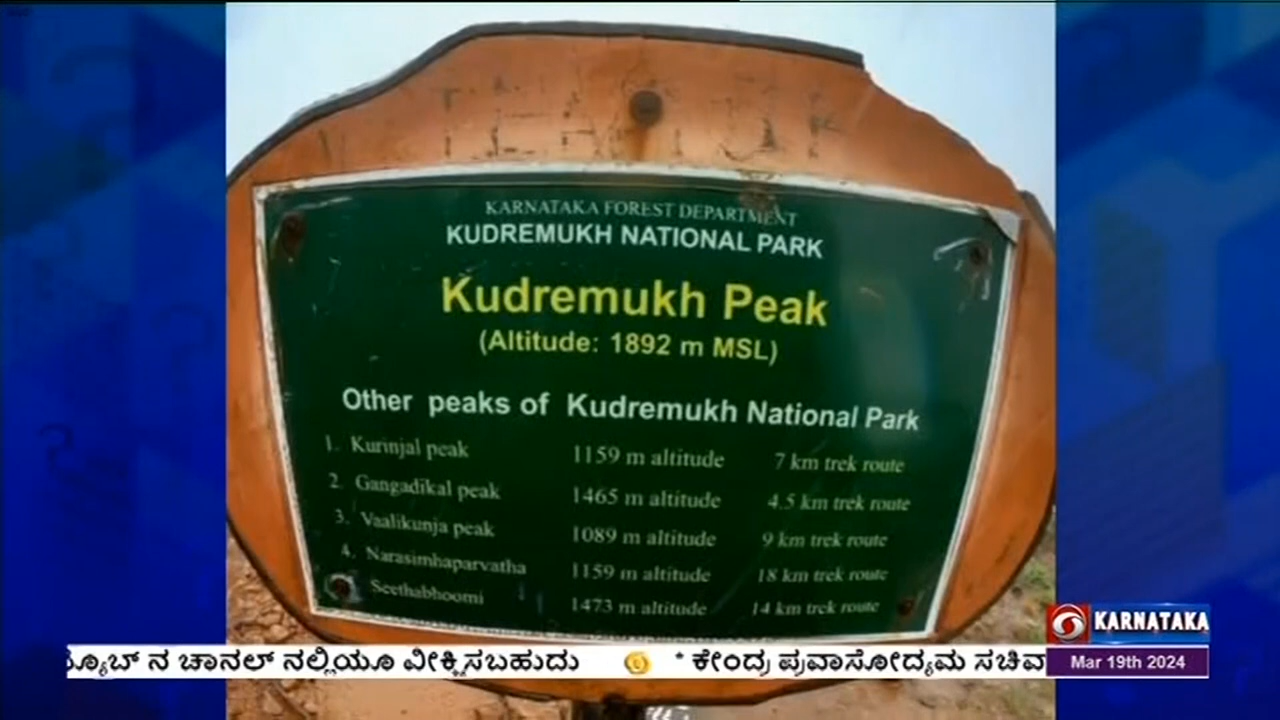 KARNATAKA FOREST DEPARTMENT
KUDREMUKH NATIONAL PARK
Kudremukh Peak
(Altitude: 1892 m MSL)
Other peaks of Kudremukh National Park
1. Kurinjal peak 1159 m altitude 7 km trek route
2. Gangadikal peak 1465 m altitude 4.5 km trek route
3. Vaalikunja peak 1089 m altitude 9 km trek route
4. Narasimhaparvatha 1159 m altitude 18 km trek route
Seethabhoomi 1473 m altitude 14 km trek route
KARNATAKA
Mar 19th 2024
ನ ಚಾನಲ್ ನಲ್ಲಿಯೂ ವೀಕ್ಷಿಸಬಹುದು * ಕೇಂದ್ರ ಪ್ರವಾಸೋದ್ಯಮ ಸಚಿವ